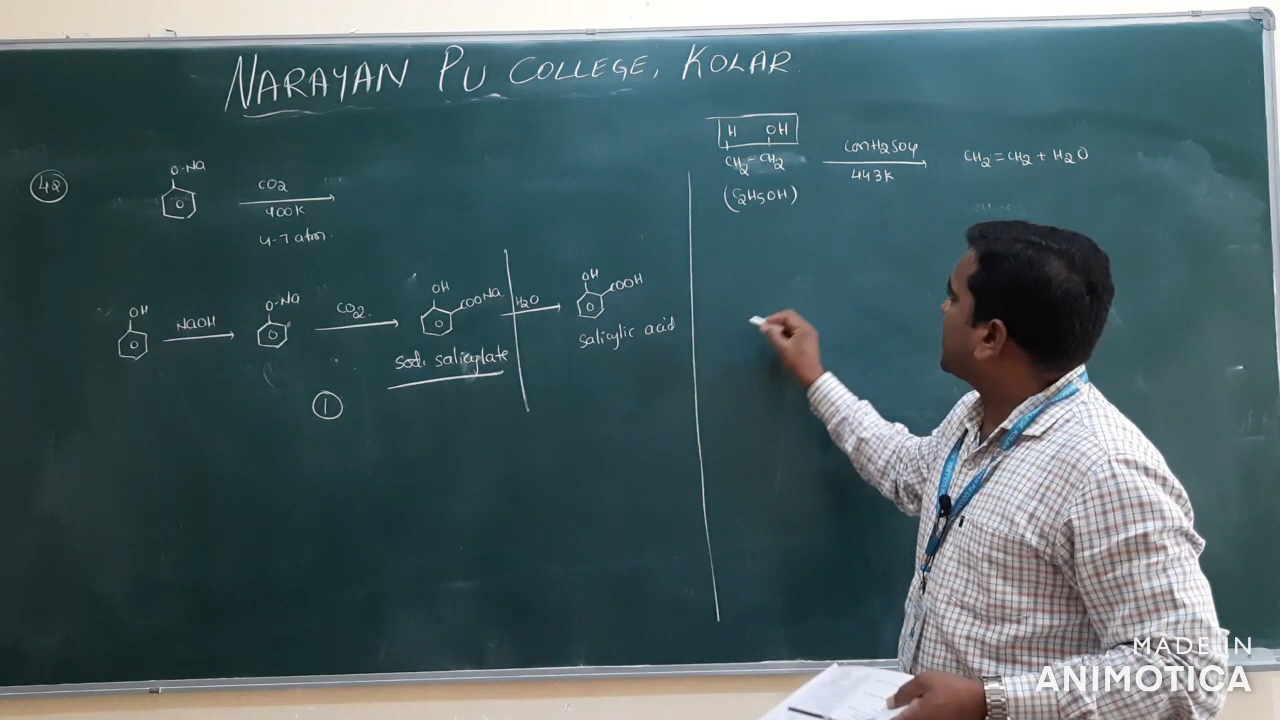 NARAYAN PU COLLEGE, KOLAR
42
O-Na
CO2
400K
4-7 atm.
OH
NaOH
O-Na
CO2.
OH
COONa
sodi salicylate
H2O
OH
COOH
salicylic acid
1
H OH
CH2-CH2
(C2H5OH)
Con H2SO4
443K
CH2=CH2 + H2O
MADE IN
ANIMOTICA